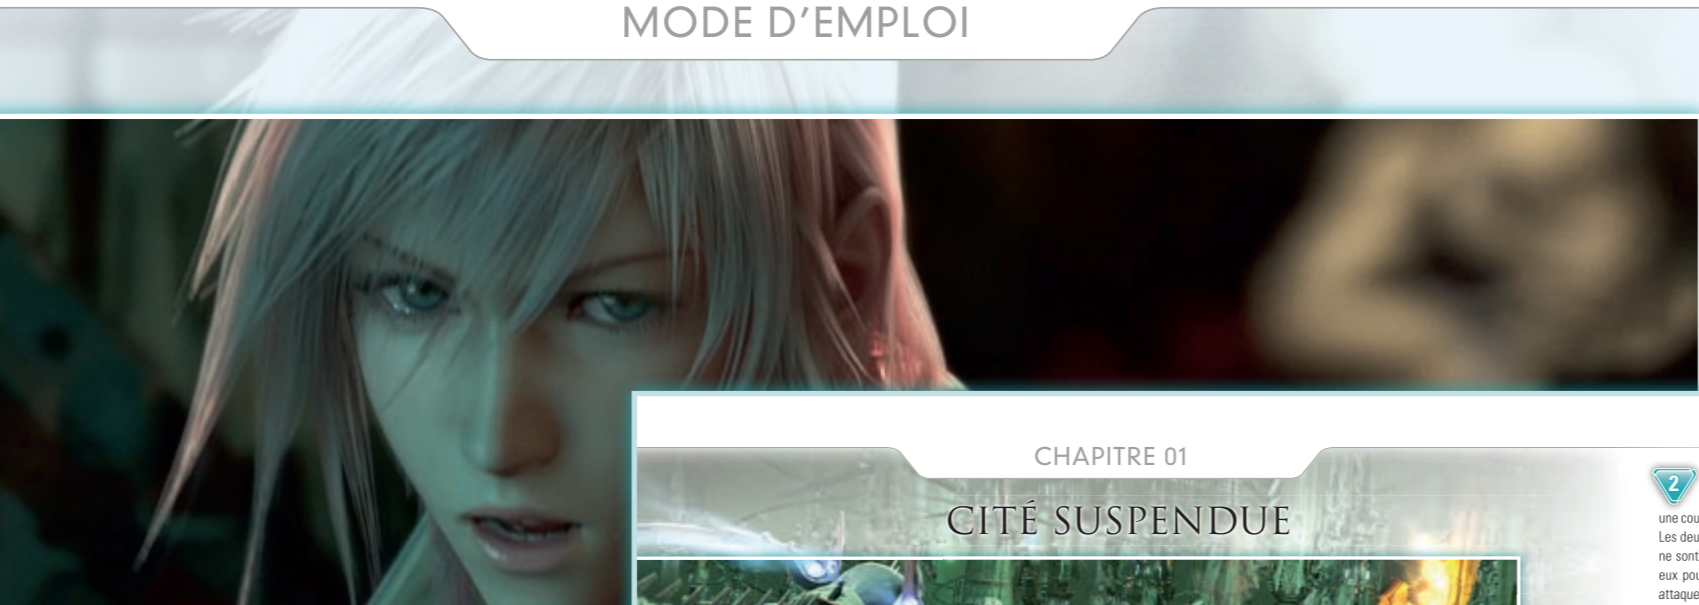 MODE D'EMPLOI
CHAPITRE 01
CITÉ SUSPENDUE
2
une cou
Les deu
ne sont
eux pou
attaque